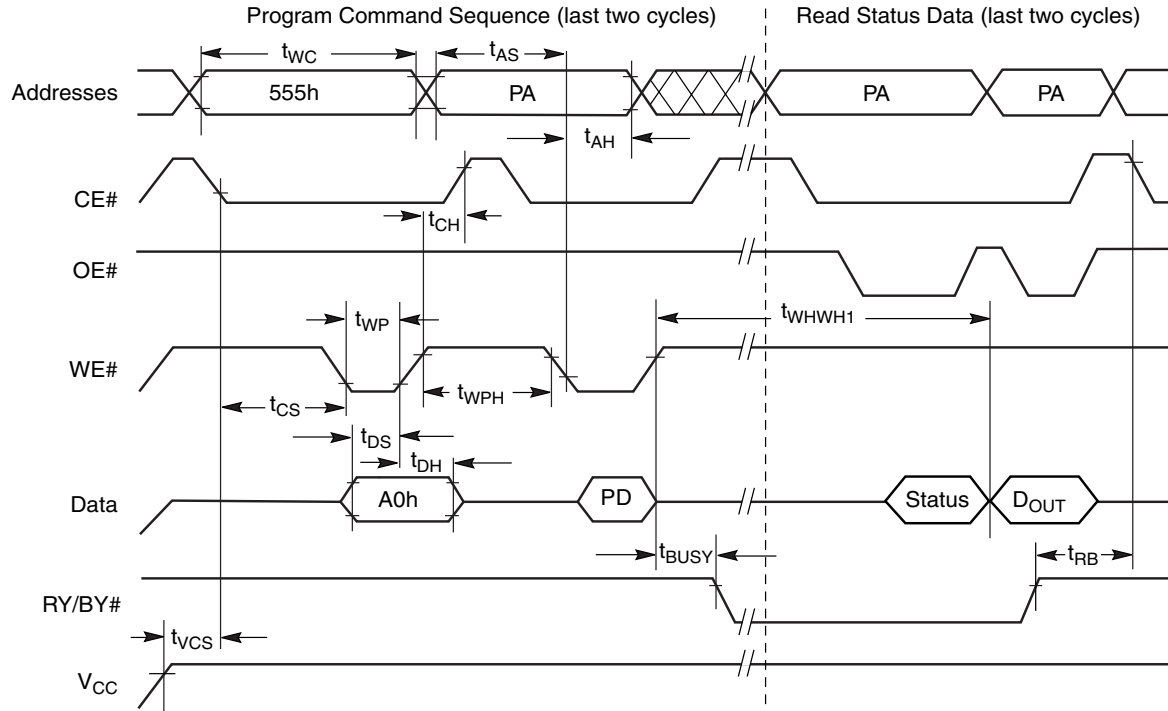 Program Command Sequence (last two cycles)
Read Status Data (last two cycles)
tWC
tAS
Addresses
555h
PA
PA
PA
tAH
CE#
tCH
OE#
tWP
tWHWH1
WE#
tWPH
tCS
tDS
tDH
Data
A0h
PD
Status
DOUT
tBUSY
tRB
RY/BY#
tVCS
VCC